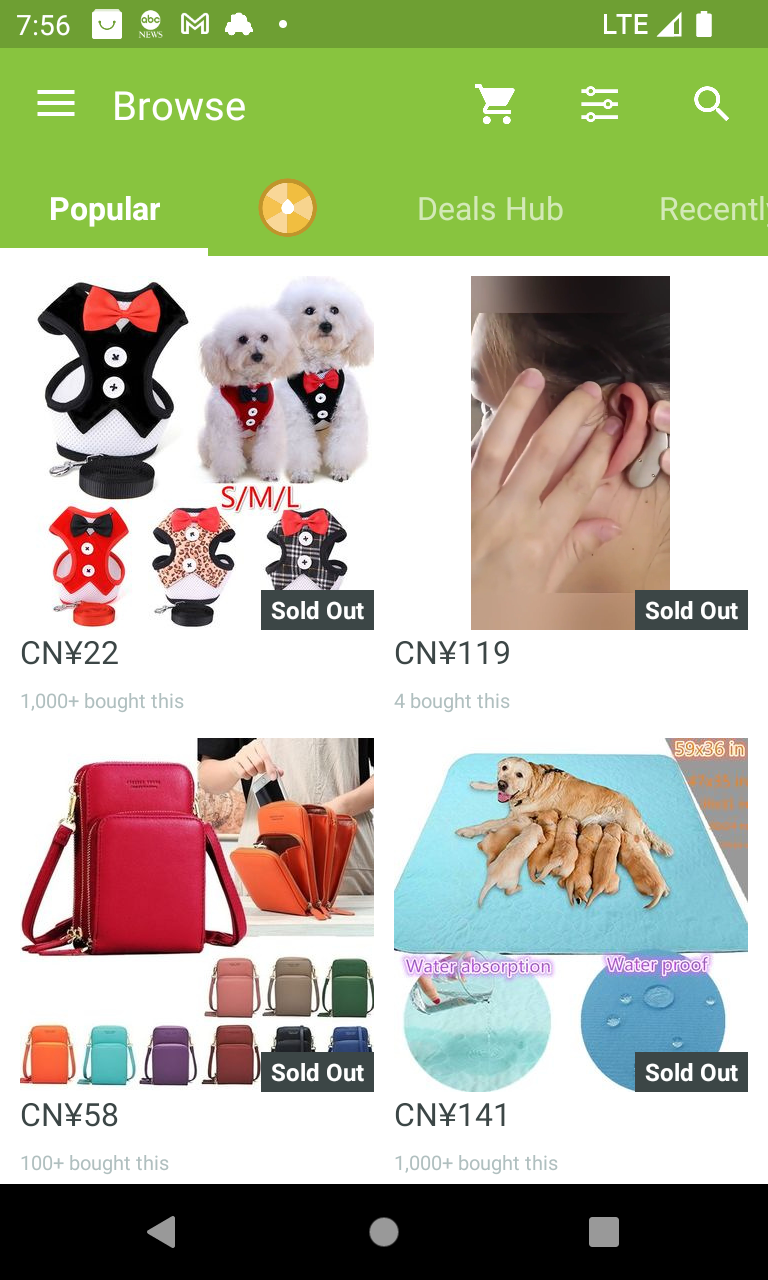 7:56
abc
NEWS
LTE
Browse
Popular
Deals Hub
Recently
S/M/L
Sold Out
Sold Out
CN¥22
CN¥119
1,000+ bought this
4 bought this
59x36 in
Water absorption
Water proof
Sold Out
Sold Out
CN¥58
CN¥141
100+ bought this
1,000+ bought this